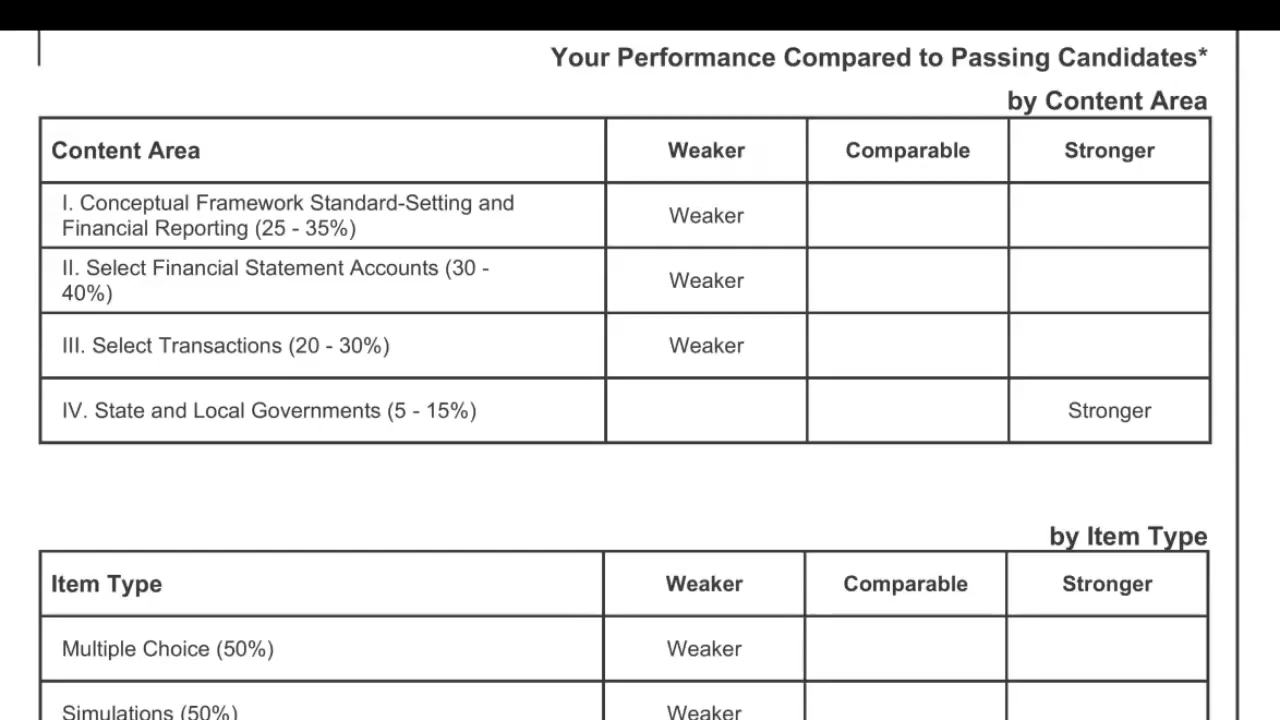 Your Performance Compared to Passing Candidates*
by Content Area
Content Area Weaker Comparable Stronger
I. Conceptual Framework Standard-Setting and
Financial Reporting (25 - 35%) Weaker
II. Select Financial Statement Accounts (30 -
40%) Weaker
III. Select Transactions (20 - 30%) Weaker
IV. State and Local Governments (5 - 15%) Stronger
by Item Type
Item Type Weaker Comparable Stronger
Multiple Choice (50%) Weaker
Simulations (50%) Weaker